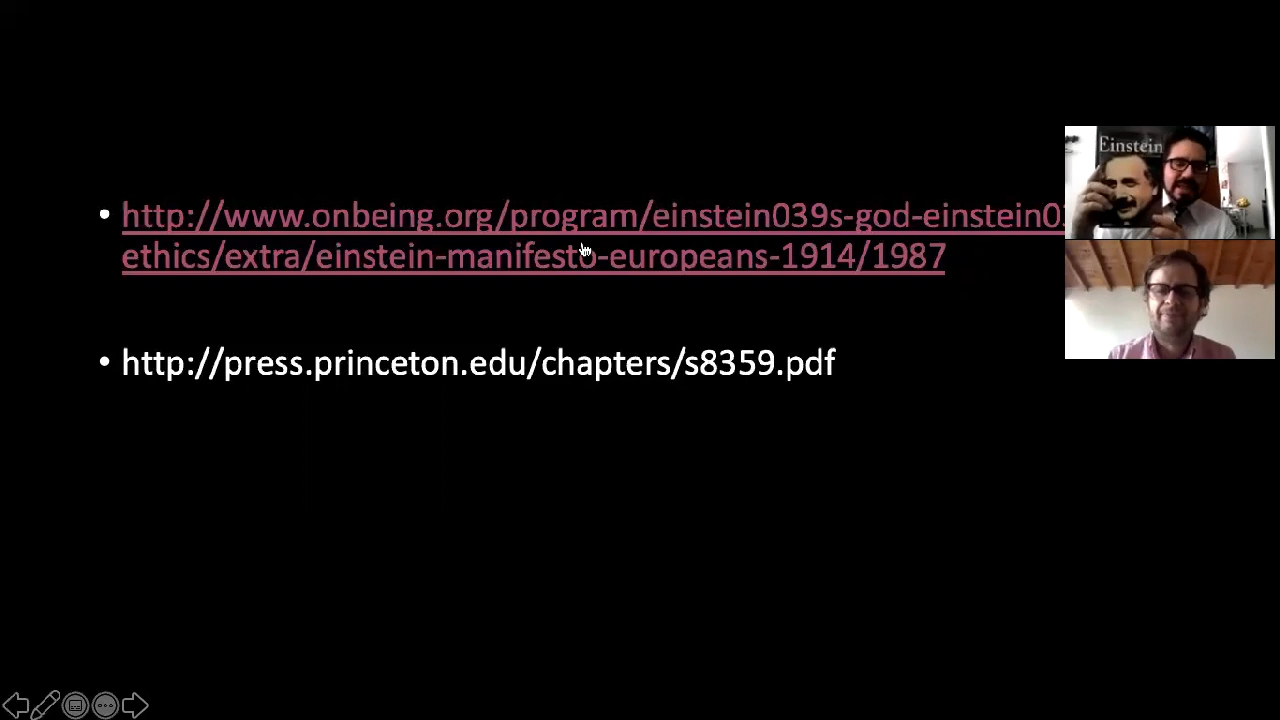 • http://www.onbeing.org/program/einstein039s-god-einstein0
ethics/extra/einstein-manifesto-europeans-1914/1987
• http://press.princeton.edu/chapters/s8359.pdf
Einstein